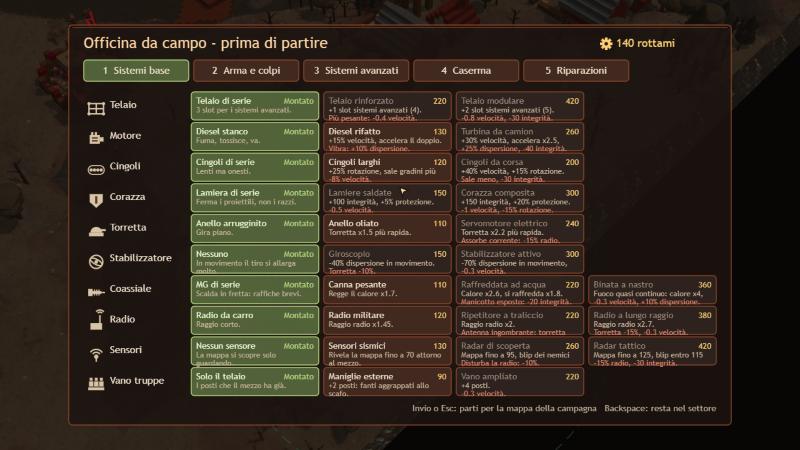 Officina da campo - prima di partire
140 rottami
1 Sistemi base
2 Arma e colpi
3 Sistemi avanzati
4 Caserma
5 Riparazioni
Telaio
Telaio di serie Montato
3 slot per i sistemi avanzati.
Telaio rinforzato 220
+1 slot sistemi avanzati (4).
Più pesante: -0.4 velocità.
Telaio modulare 420
+2 slot sistemi avanzati (5).
-0.8 velocità, -30 integrità.
Motore
Diesel stanco Montato
Fuma, tossisce, va.
Diesel rifatto 130
+15% velocità, accelera il doppio.
Vibra: +10% dispersione.
Turbina da camion 260
+30% velocità, accelera x2.5,
+25% dispersione, -40 integrità.
Cingoli
Cingoli di serie Montato
Lenti ma onesti.
Cingoli larghi 120
+25% rotazione, sale gradini più
-8% velocità.
Cingoli da corsa 200
+40% velocità, +15% rotazione.
Sale meno, -30 integrità.
Corazza
Lamiera di serie Montato
Ferma i proiettili, non i razzi.
Lamiere saldate 150
+100 integrità, +5% protezione.
-0.5 velocità.
Corazza composita 300
+150 integrità, +20% protezione.
-1 velocità, -15% rotazione.
Torretta
Anello arrugginito Montato
Gira piano.
Anello oliato 110
Torretta x1.5 più rapida.
Servomotore elettrico 240
Torretta x2.2 più rapida.
Assorbe corrente: -15% radio.
Stabilizzatore
Nessuno Montato
In movimento il tiro si allarga
molto.
Giroscopio 150
-40% dispersione in movimento.
Torretta -10%.
Stabilizzatore attivo 300
-70% dispersione in movimento,
-0.3 velocità.
Coassiale
MG di serie Montato
Scalda in fretta: raffiche brevi.
Canna pesante 110
Regge il calore x1.7.
Raffreddata ad acqua 220
Calore x2.6, si raffredda x1.8.
Manicotto esposto: -20 integrità.
Binata a nastro 360
Fuoco quasi continuo: calore x4,
-0.3 velocità, +10% dispersione.
Radio
Radio da carro Montato
Raggio corto.
Radio militare 120
Raggio radio x1.45.
Ripetitore a traliccio 220
Raggio radio x2.
Antenna ingombrante: torretta
Radio a lungo raggio 380
Raggio radio x2.7.
Torretta -15%, -0.3 velocità.
Sensori
Nessun sensore Montato
La mappa si scopre solo
guardando.
Sensori sismici 130
Rivela la mappa fino a 70 attorno
al mezzo.
Radar di scoperta 260
Mappa fino a 95, blip dei nemici
Disturba la radio: -10%.
Radar tattico 420
Mappa fino a 125, blip entro 115
-15% radio, -30 integrità.
Vano truppe
Solo il telaio Montato
I posti che il mezzo ha già.
Maniglie esterne 90
+2 posti: fanti aggrappati allo
scafo.
Vano ampliato 220
+4 posti.
-0.3 velocità.
Invio o Esc: parti per la mappa della campagna Backspace: resta nel settore